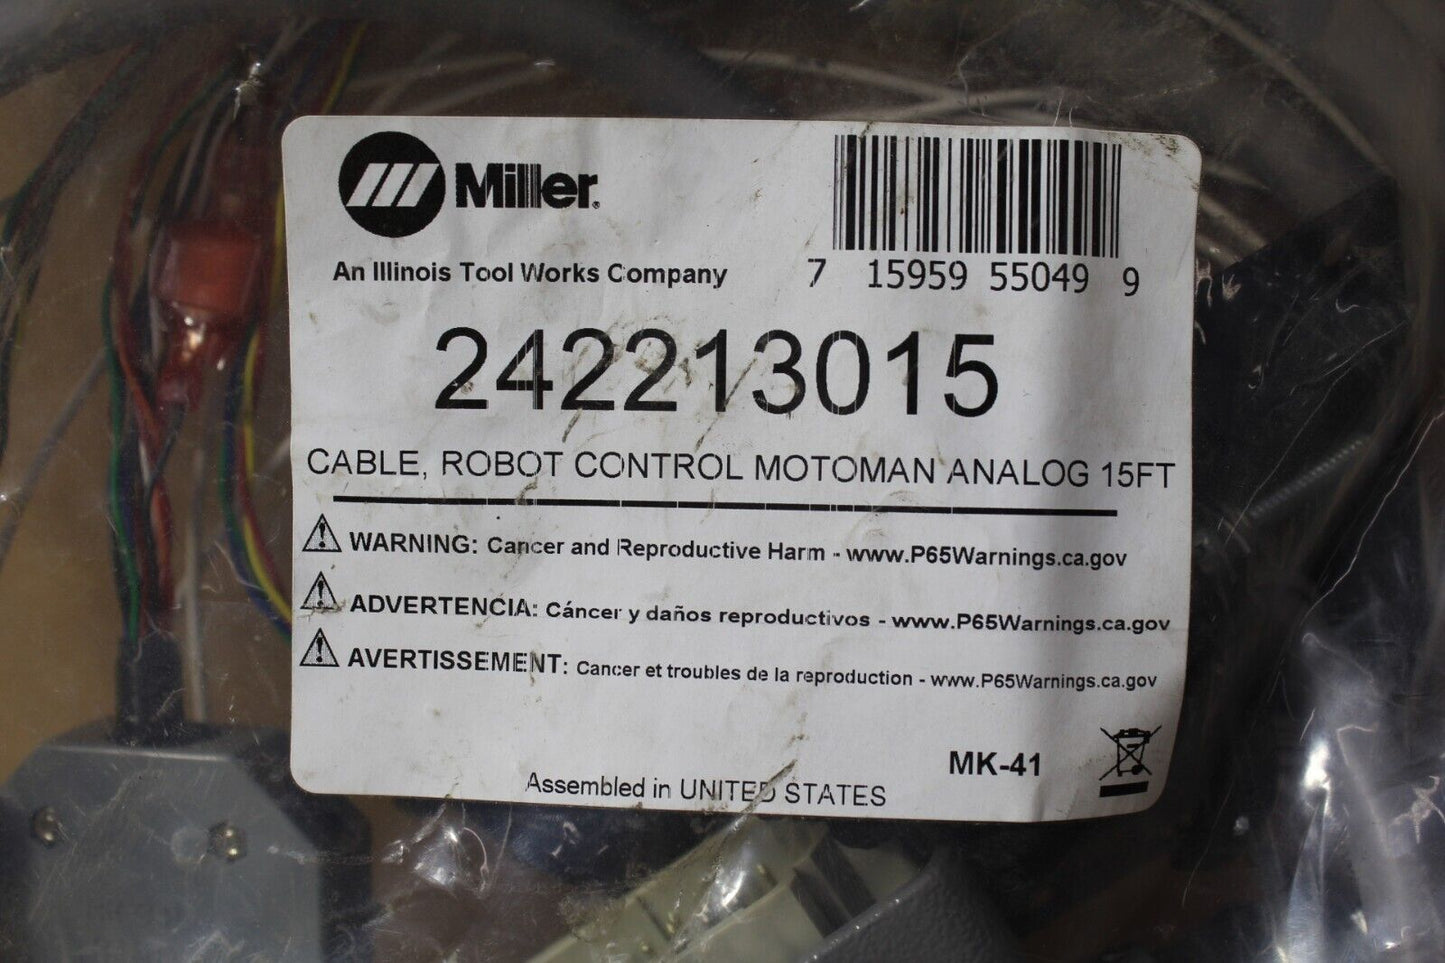 Miller.
An Illinois Tool Works Company
7 15959 55049 9
242213015
CABLE, ROBOT CONTROL MOTOMAN ANALOG 15FT
WARNING: Cancer and Reproductive Harm - www.P65Warnings.ca.gov
ADVERTENCIA: Cáncer y daños reproductivos - www.P65Warnings.ca.gov
AVERTISSEMENT: Cancer et troubles de la reproduction - www.P65Warnings.ca.gov
MK-41
Assembled in UNITED STATES